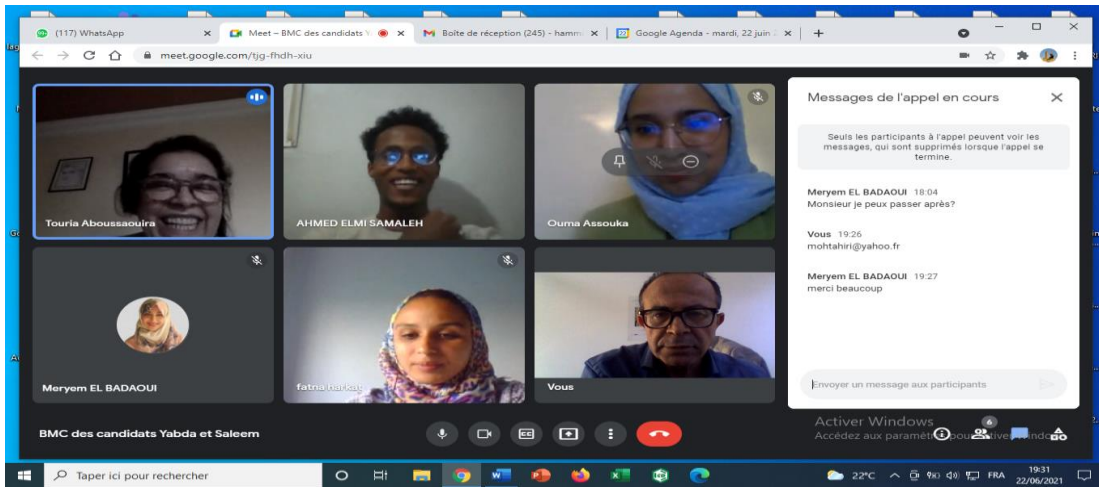 (117) WhatsApp
Meet – BMC des candidats Y
Boîte de réception (245) - hamm
Google Agenda - mardi, 22 juin
meet.google.com/tjg-fhdh-xiu
Touria Aboussaouira
AHMED ELMI SAMALEH
Ouma Assouka
Meryem EL BADAOUI
fatna harkat
Vous
Messages de l'appel en cours
Seuls les participants à l'appel peuvent voir les
messages, qui sont supprimés lorsque l'appel se
termine.
Meryem EL BADAOUI 18:04
Monsieur je peux passer après?
Vous 19:26
mohtahiri@yahoo.fr
Meryem EL BADAOUI 19:27
merci beaucoup
Envoyer un message aux participants
Activer Windows
Accédez aux paramètres pour
6
BMC des candidats Yabda et Saleem
Taper ici pour rechercher
22°C
FRA
19:31
22/06/2021